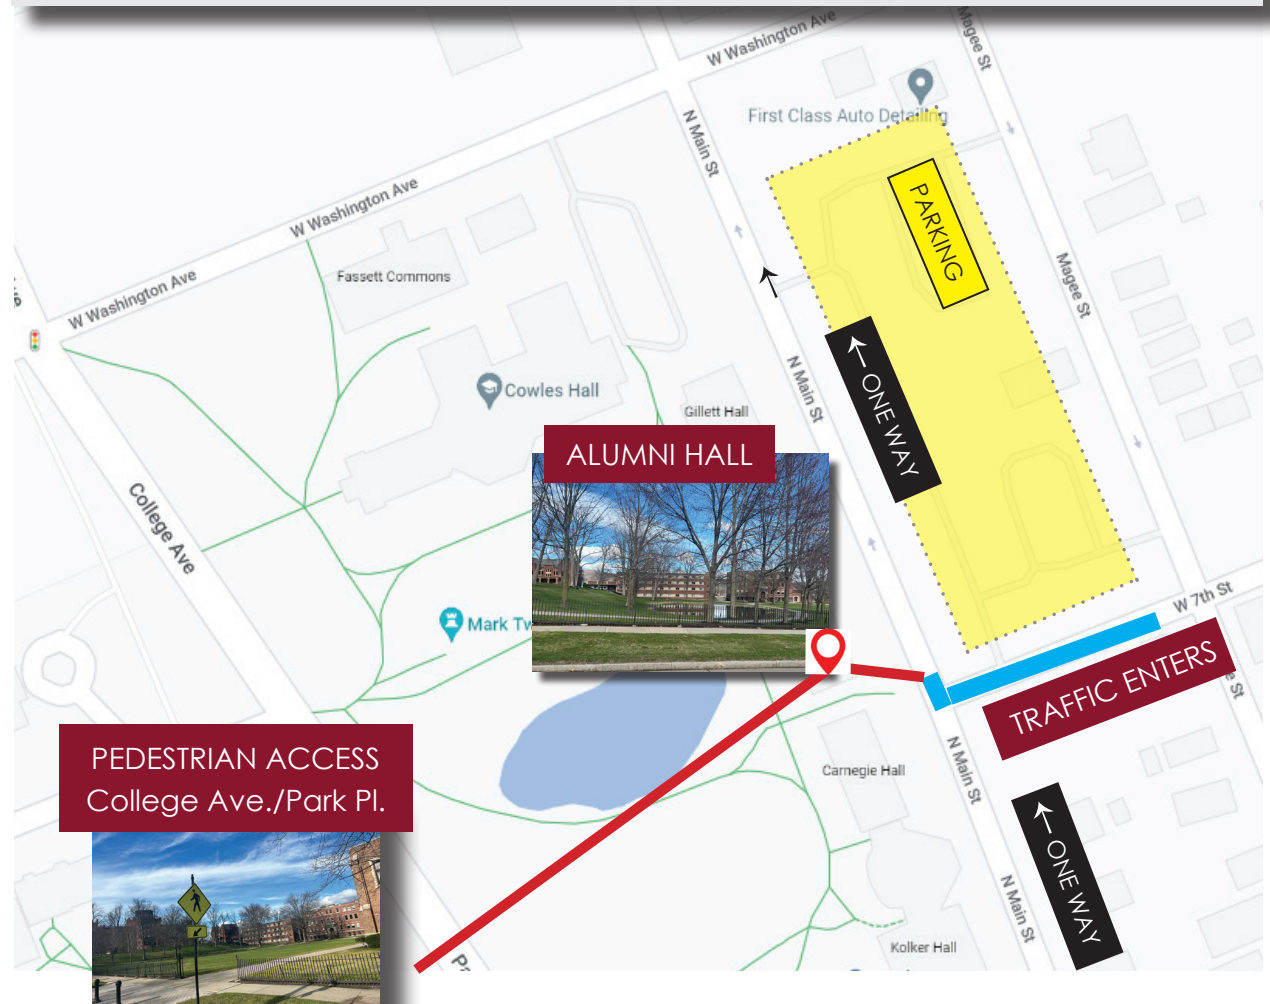 W Washington Ave
Magee St
First Class Auto Detailing
N Main St
PARKING
W Washington Ave
Fassett Commons
W Washington Ave
Magee St
Cowles Hall
N Main St
ONE WAY
Gillett Hall
ALUMNI HALL
College Ave
W 7th St
Mark Tw
TRAFFIC ENTERS
PEDESTRIAN ACCESS
College Ave./Park Pl.
N Main St
Carnegie Hall
ONE WAY
N Main St
Kolker Hall